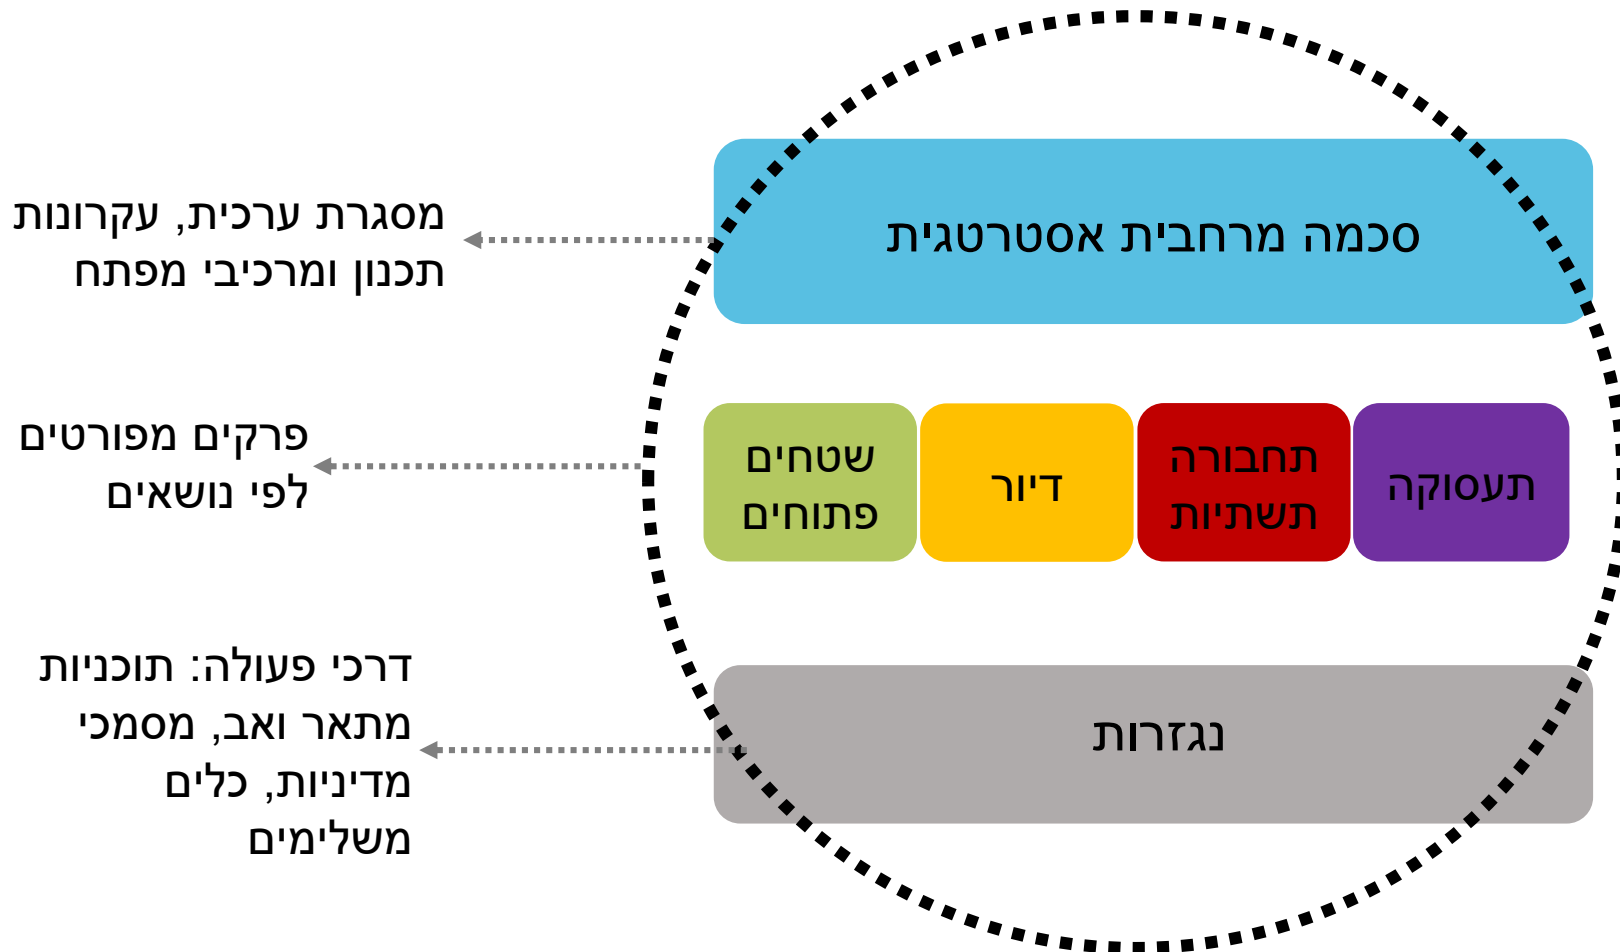 סכמה מרחבית אסטרטגית
מסגרת ערכית, עקרונות
תכנון ומרכיבי מפתח
תעסוקה
תחבורה
תשתיות
דיור
שטחים
פתוחים
פרקים מפורטים
לפי נושאים
נגזרות
דרכי פעולה: תוכניות
מתאר ואב, מסמכי
מדיניות, כלים
משלימים